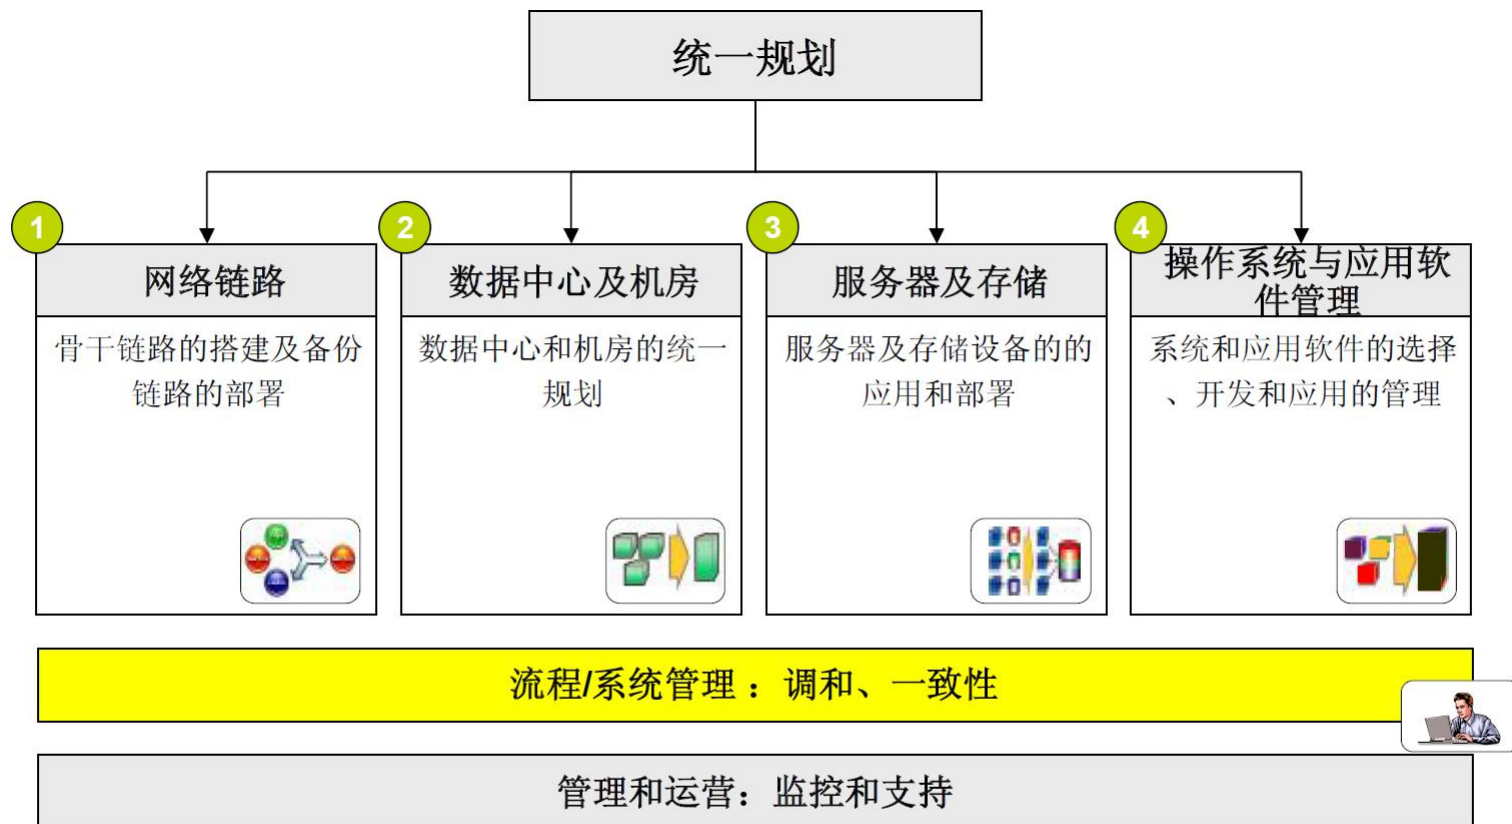 统一规划
1
网络链路
骨干链路的搭建及备份
链路的部署
2
数据中心及机房
数据中心和机房的统一
规划
3
服务器及存储
服务器及存储设备的的
应用和部署
4
操作系统与应用软
件管理
系统和应用软件的选择
、开发和应用的管理
流程/系统管理 ：调和、一致性
管理和运营：监控和支持